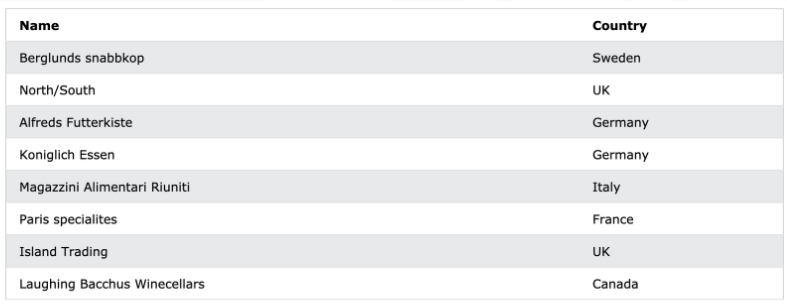 Name Country
Berglunds snabbkop Sweden
North/South UK
Alfreds Futterkiste Germany
Koniglich Essen Germany
Magazzini Alimentari Riuniti Italy
Paris specialites France
Island Trading UK
Laughing Bacchus Winecellars Canada